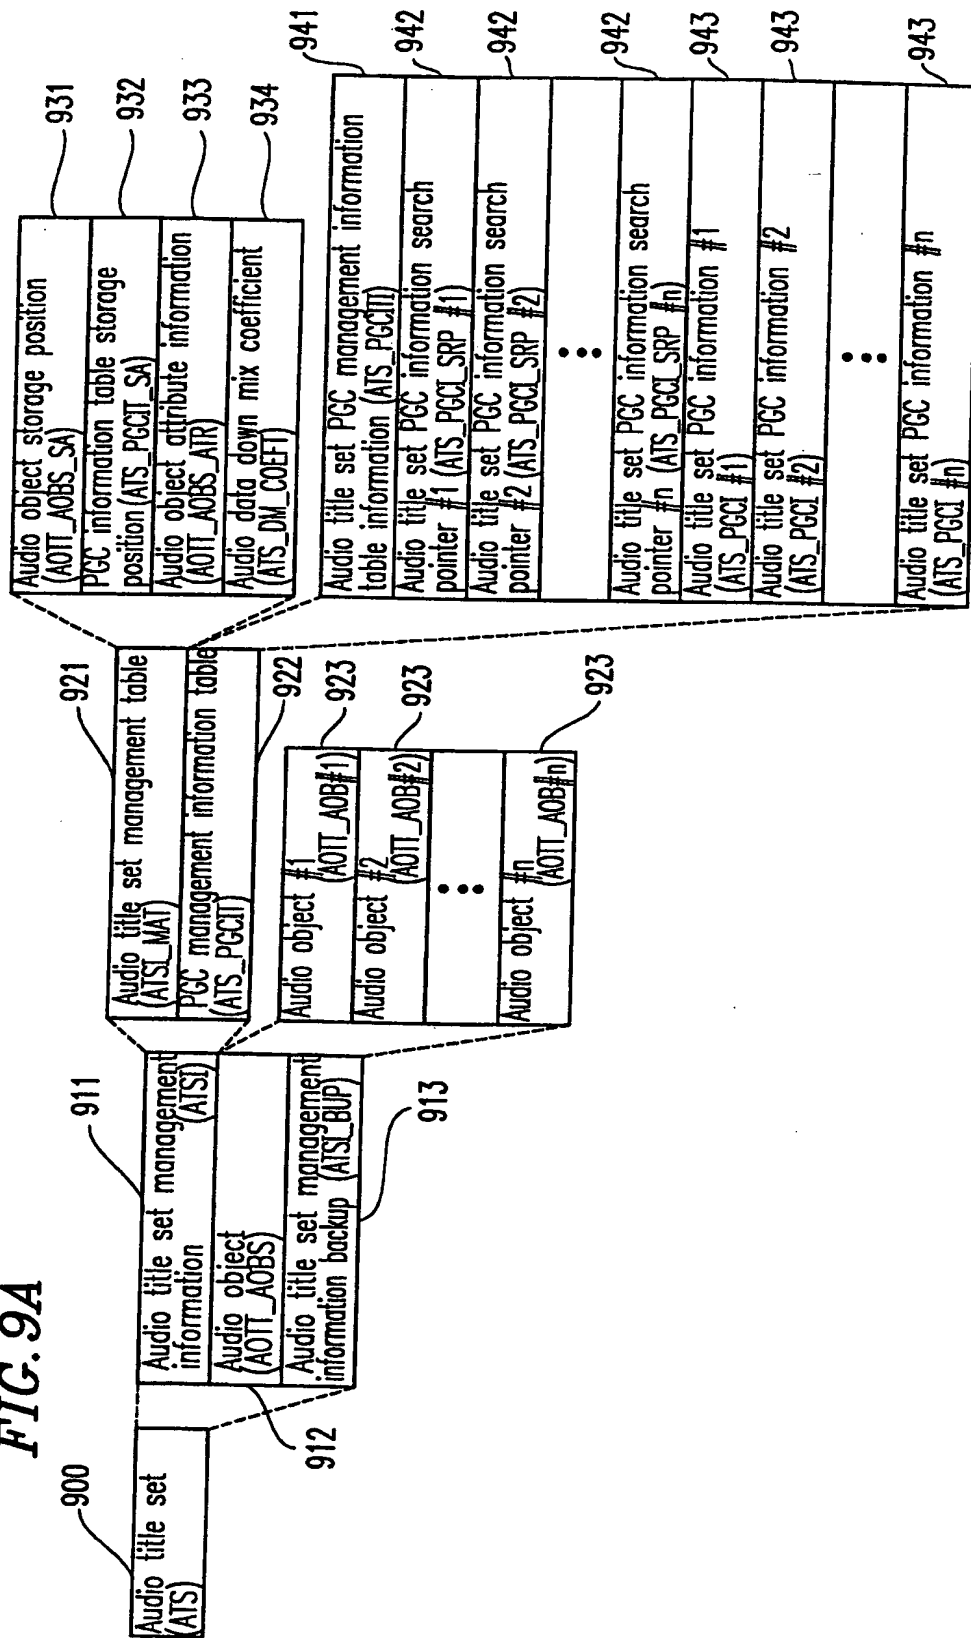 FIG. 9A
900
Audio title set
(ATS)
911
Audio title set management
information (ATSI)
Audio object
(AOTT_AOBS)
Audio title set management
information backup (ATSI_BUP)
912
913
921
Audio title set management table
(ATSI_MAT)
PGC management information table
(ATS_PGCIT)
922
Audio object #1
(AOTT_AOB#1)
923
Audio object #2
(AOTT_AOB#2)
923
•••
Audio object #n
(AOTT_AOB#n)
923
Audio object storage position
(AOTT_AOBS_SA)
931
PGC information table storage
position (ATS_PGCIT_SA)
932
Audio object attribute information
(AOTT_AOBS_ATR)
933
Audio data down mix coefficient
(ATS_DM_COEFT)
934
Audio title set PGC management information
table information (ATS_PGCITI)
941
Audio title set PGC information search
pointer #1 (ATS_PGCI_SRP #1)
942
Audio title set PGC information search
pointer #2 (ATS_PGCI_SRP #2)
942
•••
Audio title set PGC information search
pointer #n (ATS_PGCI_SRP #n)
942
Audio title set PGC information #1
(ATS_PGCI #1)
943
Audio title set PGC information #2
(ATS_PGCI #2)
943
•••
Audio title set PGC information #n
(ATS_PGCI #n)
943